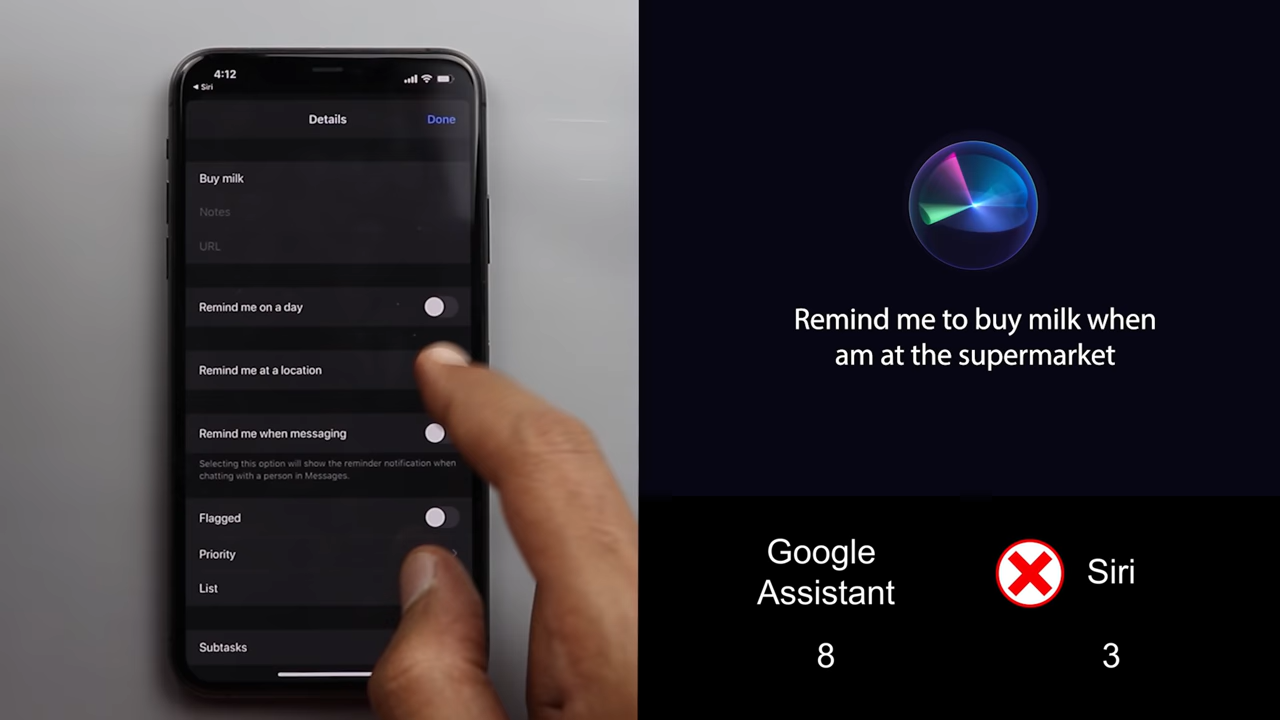 4:12
Siri
Details
Done
Buy milk
Notes
URL
Remind me on a day
Remind me at a location
Remind me when messaging
Selecting this option will show the reminder notification when
chatting with a person in Messages.
Flagged
Priority
List
Subtasks
Remind me to buy milk when
am at the supermarket
Google
Assistant
8
Siri
3